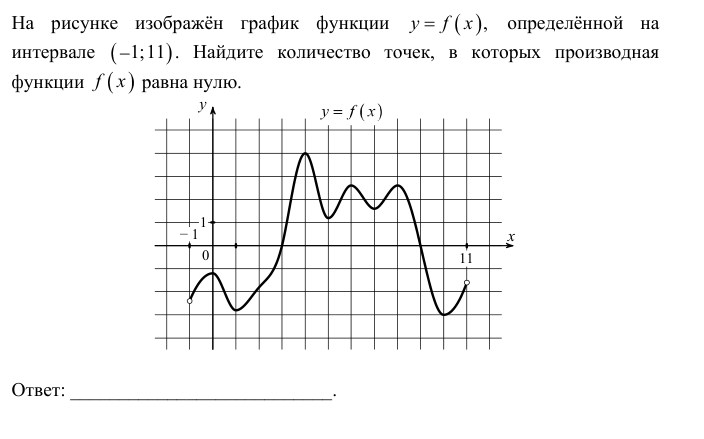 На рисунке изображён график функции y = f(x), определённой на
интервале (–1;11). Найдите количество точек, в которых производная
функции f(x) равна нулю.
y
y = f(x)
1
– 1
x
0
11
Ответ: ____________________________.